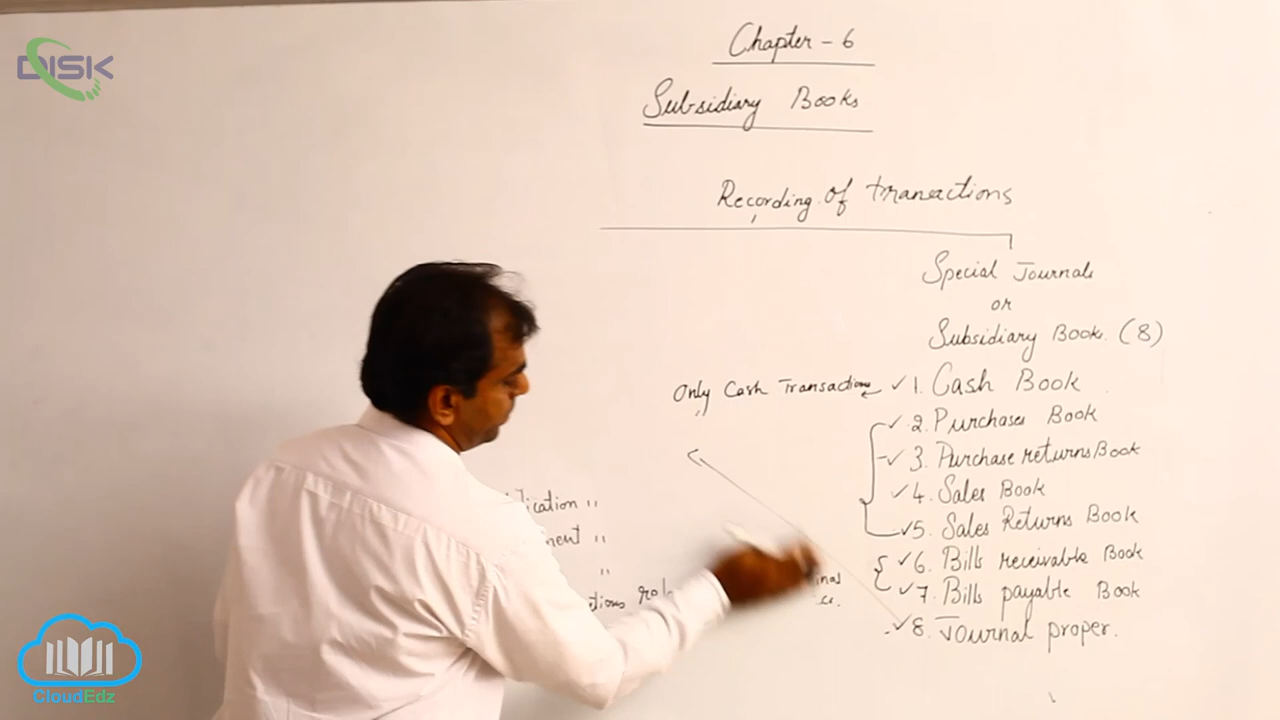 DISK
Chapter - 6
Subsidiary Books
Recording of transactions
Special Journals
or
Subsidiary Book. (8)
Only Cash Transactions ✓ 1. Cash Book
✓ 2. Purchases Book
✓ 3. Purchase returns Book
✓ 4. Sales Book
✓ 5. Sales Returns Book
✓ 6. Bills receivable Book
✓ 7. Bills payable Book
✓ 8. Journal proper.
CloudEdz